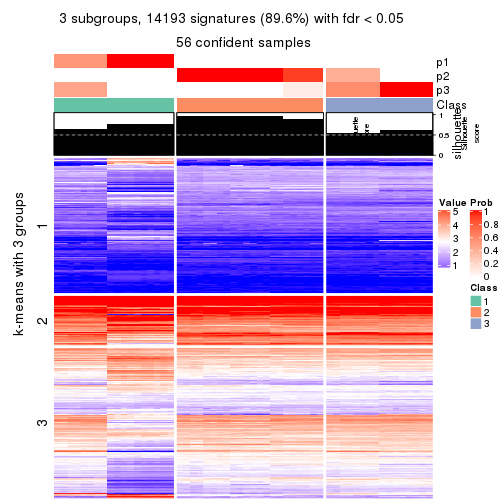 3 subgroups, 14193 signatures (89.6%) with fdr < 0.05
56 confident samples
p1
p2
p3
Class
silhouette
Silhouette
score
1
0.5
0
k-means with 3 groups
1
2
3
Value
5
4
3
2
1
Prob
1
0.8
0.6
0.4
0.2
0
Class
1
2
3